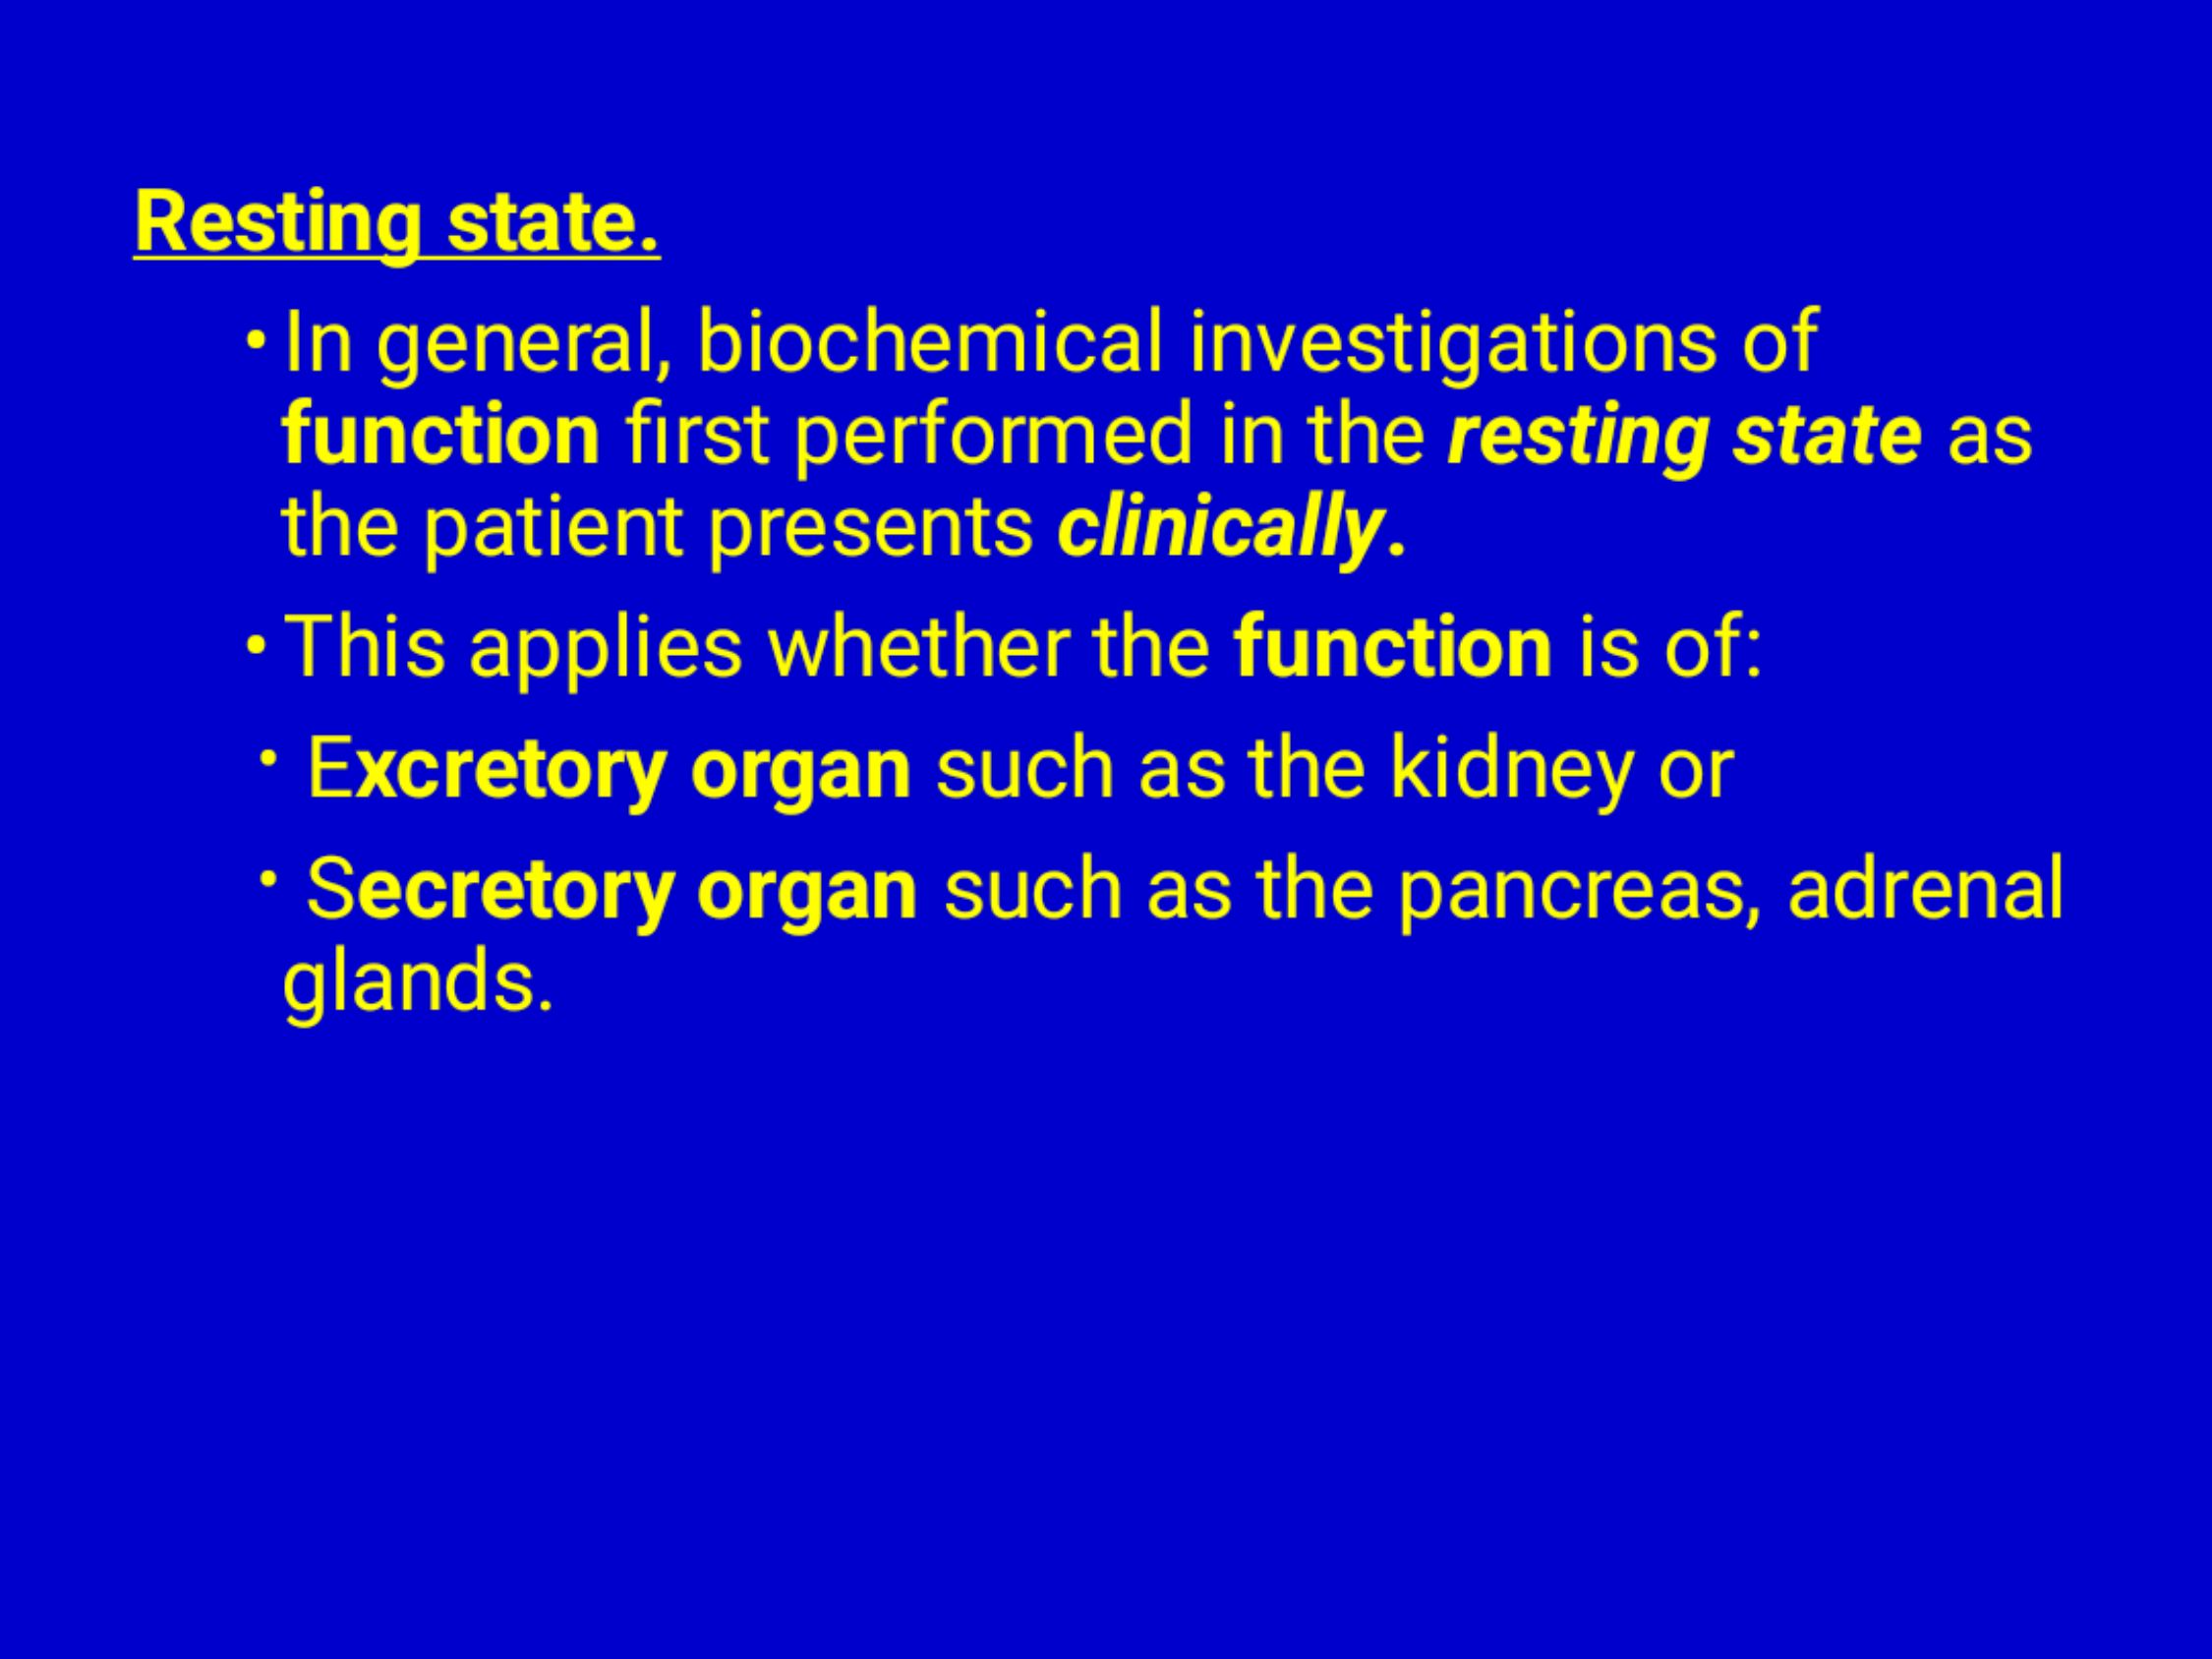 Resting state.
• In general, biochemical investigations of
function first performed in the resting state as
the patient presents clinically.
• This applies whether the function is of:
• Excretory organ such as the kidney or
• Secretory organ such as the pancreas, adrenal
glands.